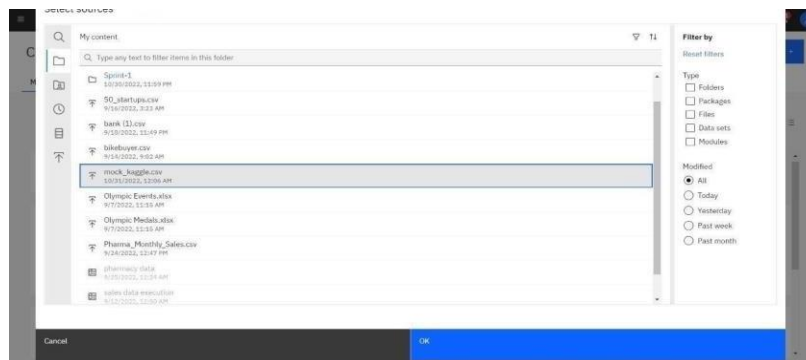 Select sources
My content
Type any text to filter items in this folder
Sprint-1
10/30/2022, 11:59 PM
50_startups.csv
9/16/2022, 3:23 AM
bank (1).csv
9/10/2022, 11:49 PM
bikebuyer.csv
9/14/2022, 9:02 AM
mock_kaggle.csv
10/31/2022, 12:06 AM
Olympic Events.xlsx
9/7/2022, 11:55 AM
Olympic Medals.xlsx
9/7/2022, 11:55 AM
Pharma_Monthly_Sales.csv
9/24/2022, 12:47 PM
pharmacy data
sales data execution
Filter by
Reset filters
Type
Folders
Packages
Files
Data sets
Modules
Modified
All
Today
Yesterday
Past week
Past month
Cancel
OK